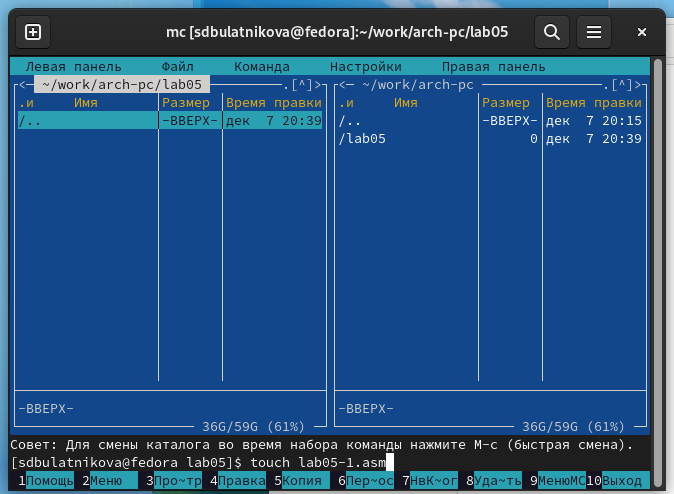 mc [sdbulatnikova@fedora]:~/work/arch-pc/lab05
Левая панель Файл Команда Настройки Правая панель
<— ~/work/arch-pc/lab05 —.[^]> <— ~/work/arch-pc —.[^]>
.и Имя Размер Время правки .и Имя Размер Время правки
/.. -ВВЕРХ- дек 7 20:39 /.. -ВВЕРХ- дек 7 20:15
/lab05 0 дек 7 20:39
-ВВЕРХ- -ВВЕРХ-
36G/59G (61%) 36G/59G (61%)
Совет: Для смены каталога во время набора команды нажмите M-c (быстрая смена).
[sdbulatnikova@fedora lab05]$ touch lab05-1.asm
1Помощь 2Меню 3Про~тр 4Правка 5Копия 6Пер~ос 7НвК~ог 8Уда~ть 9МенюMC 10Выход